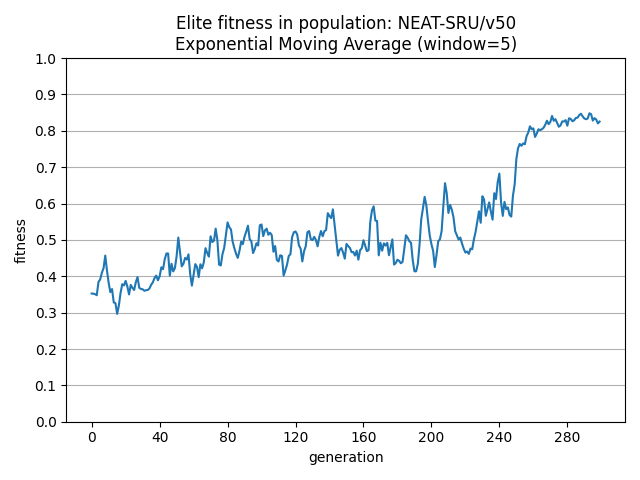 Elite fitness in population: NEAT-SRU/v50
Exponential Moving Average (window=5)
1.0
0.9
0.8
0.7
0.6
0.5
0.4
0.3
0.2
0.1
0.0
fitness
0 40 80 120 160 200 240 280
generation